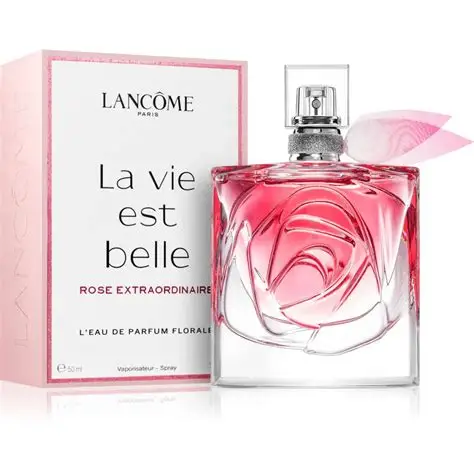 LANCÔME
PARIS
La vie
est
belle
ROSE EXTRAORDINAIRE
L'EAU DE PARFUM FLORALE
℮ 50 ml
Vaporisateur - Spray
LANCÔME